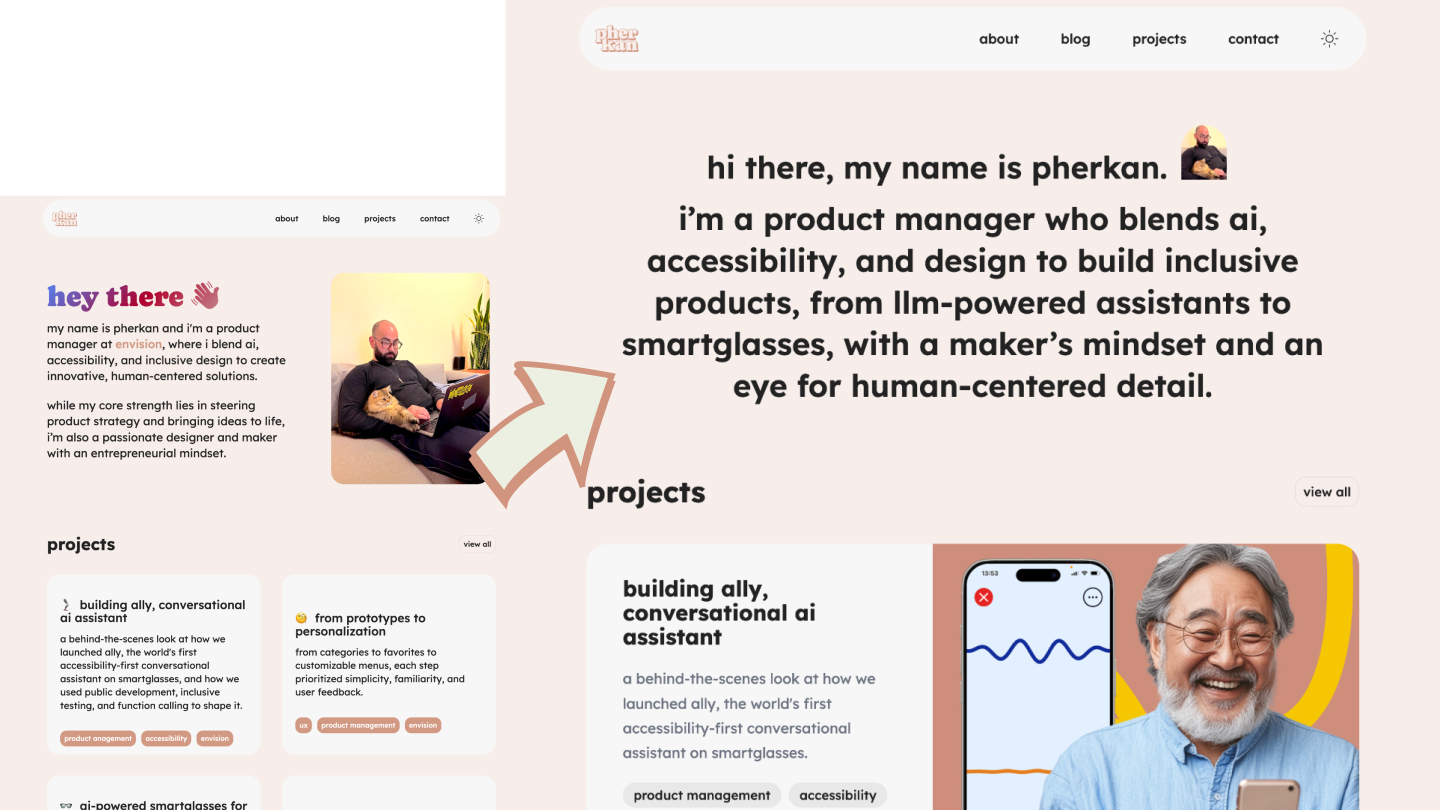 pher
kan
about blog projects contact
hey there
my name is pherkan and i'm a product
manager at envision, where i blend ai,
accessibility, and inclusive design to create
innovative, human-centered solutions.
while my core strength lies in steering
product strategy and bringing ideas to life,
i'm also a passionate designer and maker
with an entrepreneurial mindset.
projects
view all
building ally, conversational
ai assistant
a behind-the-scenes look at how we
launched ally, the world's first
accessibility-first conversational
assistant on smartglasses, and how we
used public development, inclusive
testing, and function calling to shape it.
product anagement accessibility envision
from prototypes to
personalization
from categories to favorites to
customizable menus, each step
prioritized simplicity, familiarity, and
user feedback.
ux product management envision
ai-powered smartglasses for
pher
kan
about blog projects contact
hi there, my name is pherkan.
i’m a product manager who blends ai,
accessibility, and design to build inclusive
products, from llm-powered assistants to
smartglasses, with a maker’s mindset and an
eye for human-centered detail.
projects
view all
building ally,
conversational ai
assistant
a behind-the-scenes look at how we
launched ally, the world's first
accessibility-first conversational
assistant on smartglasses.
product management accessibility
13:53